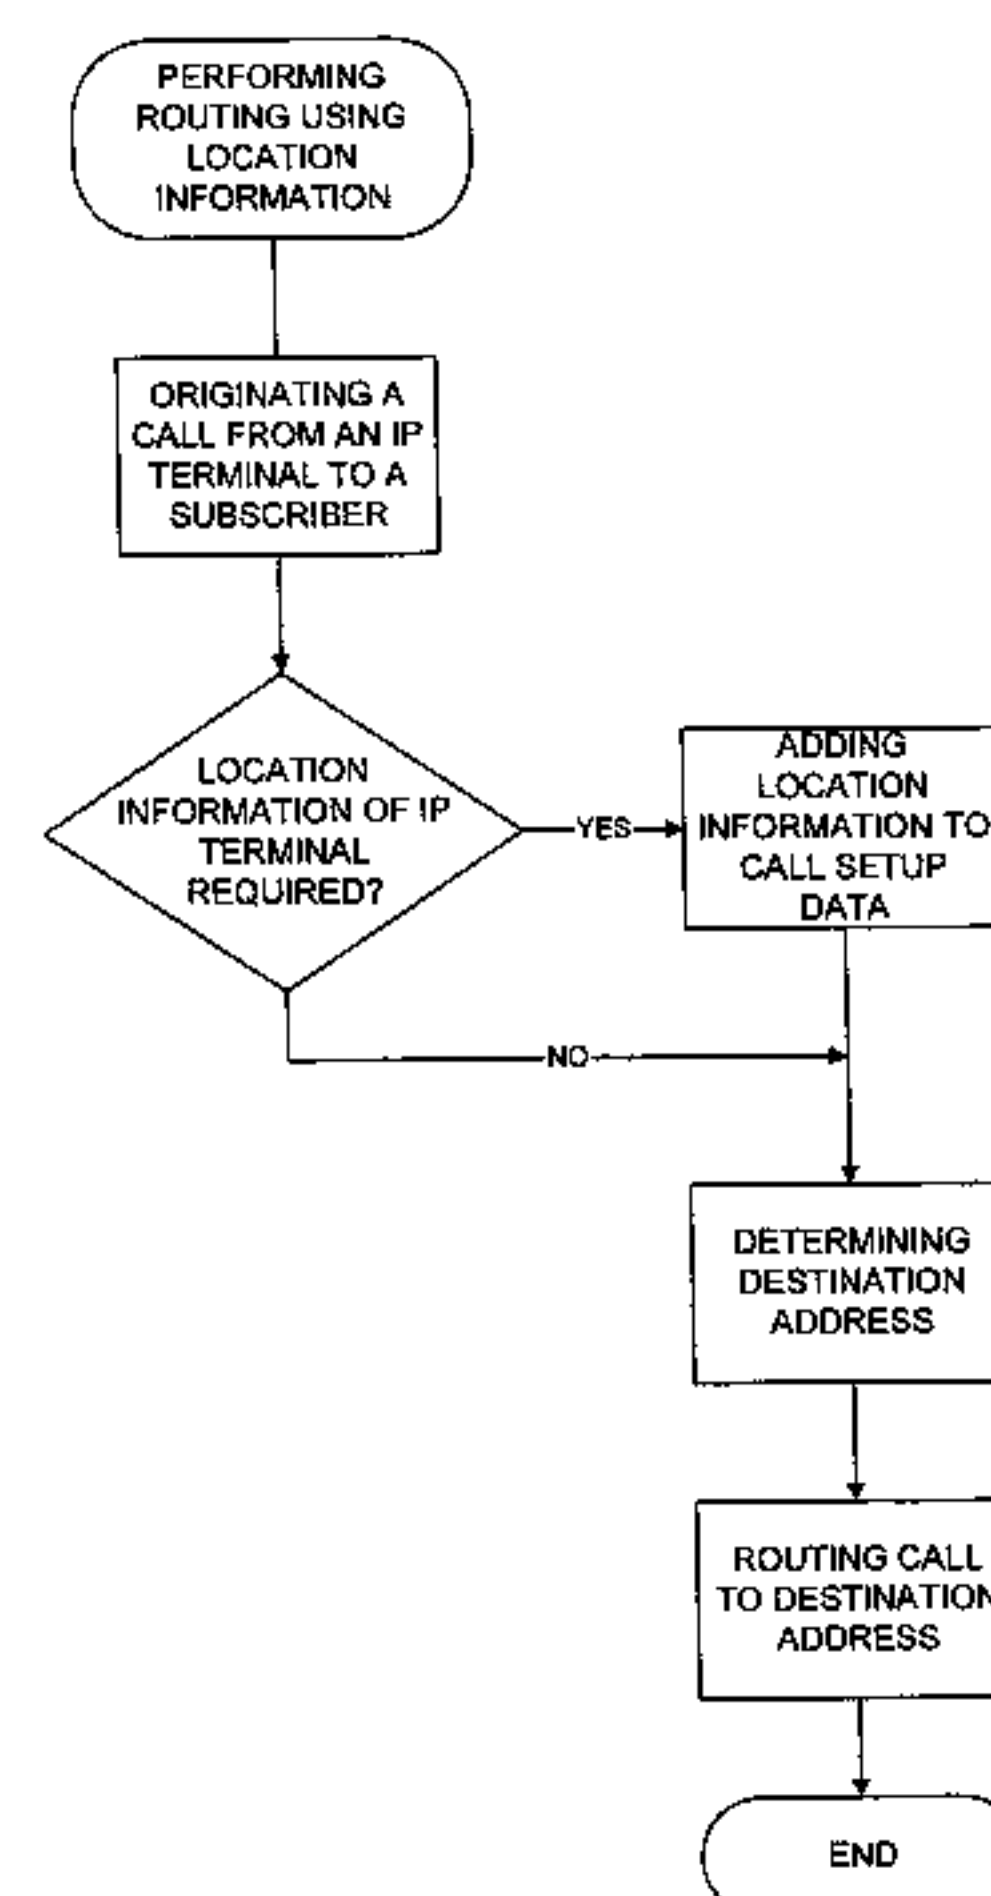 PERFORMING
ROUTING USING
LOCATION
INFORMATION
ORIGINATING A
CALL FROM AN IP
TERMINAL TO A
SUBSCRIBER
LOCATION
INFORMATION OF IP
TERMINAL
REQUIRED?
YES
ADDING
LOCATION
INFORMATION TO
CALL SETUP
DATA
NO
DETERMINING
DESTINATION
ADDRESS
ROUTING CALL
TO DESTINATION
ADDRESS
END